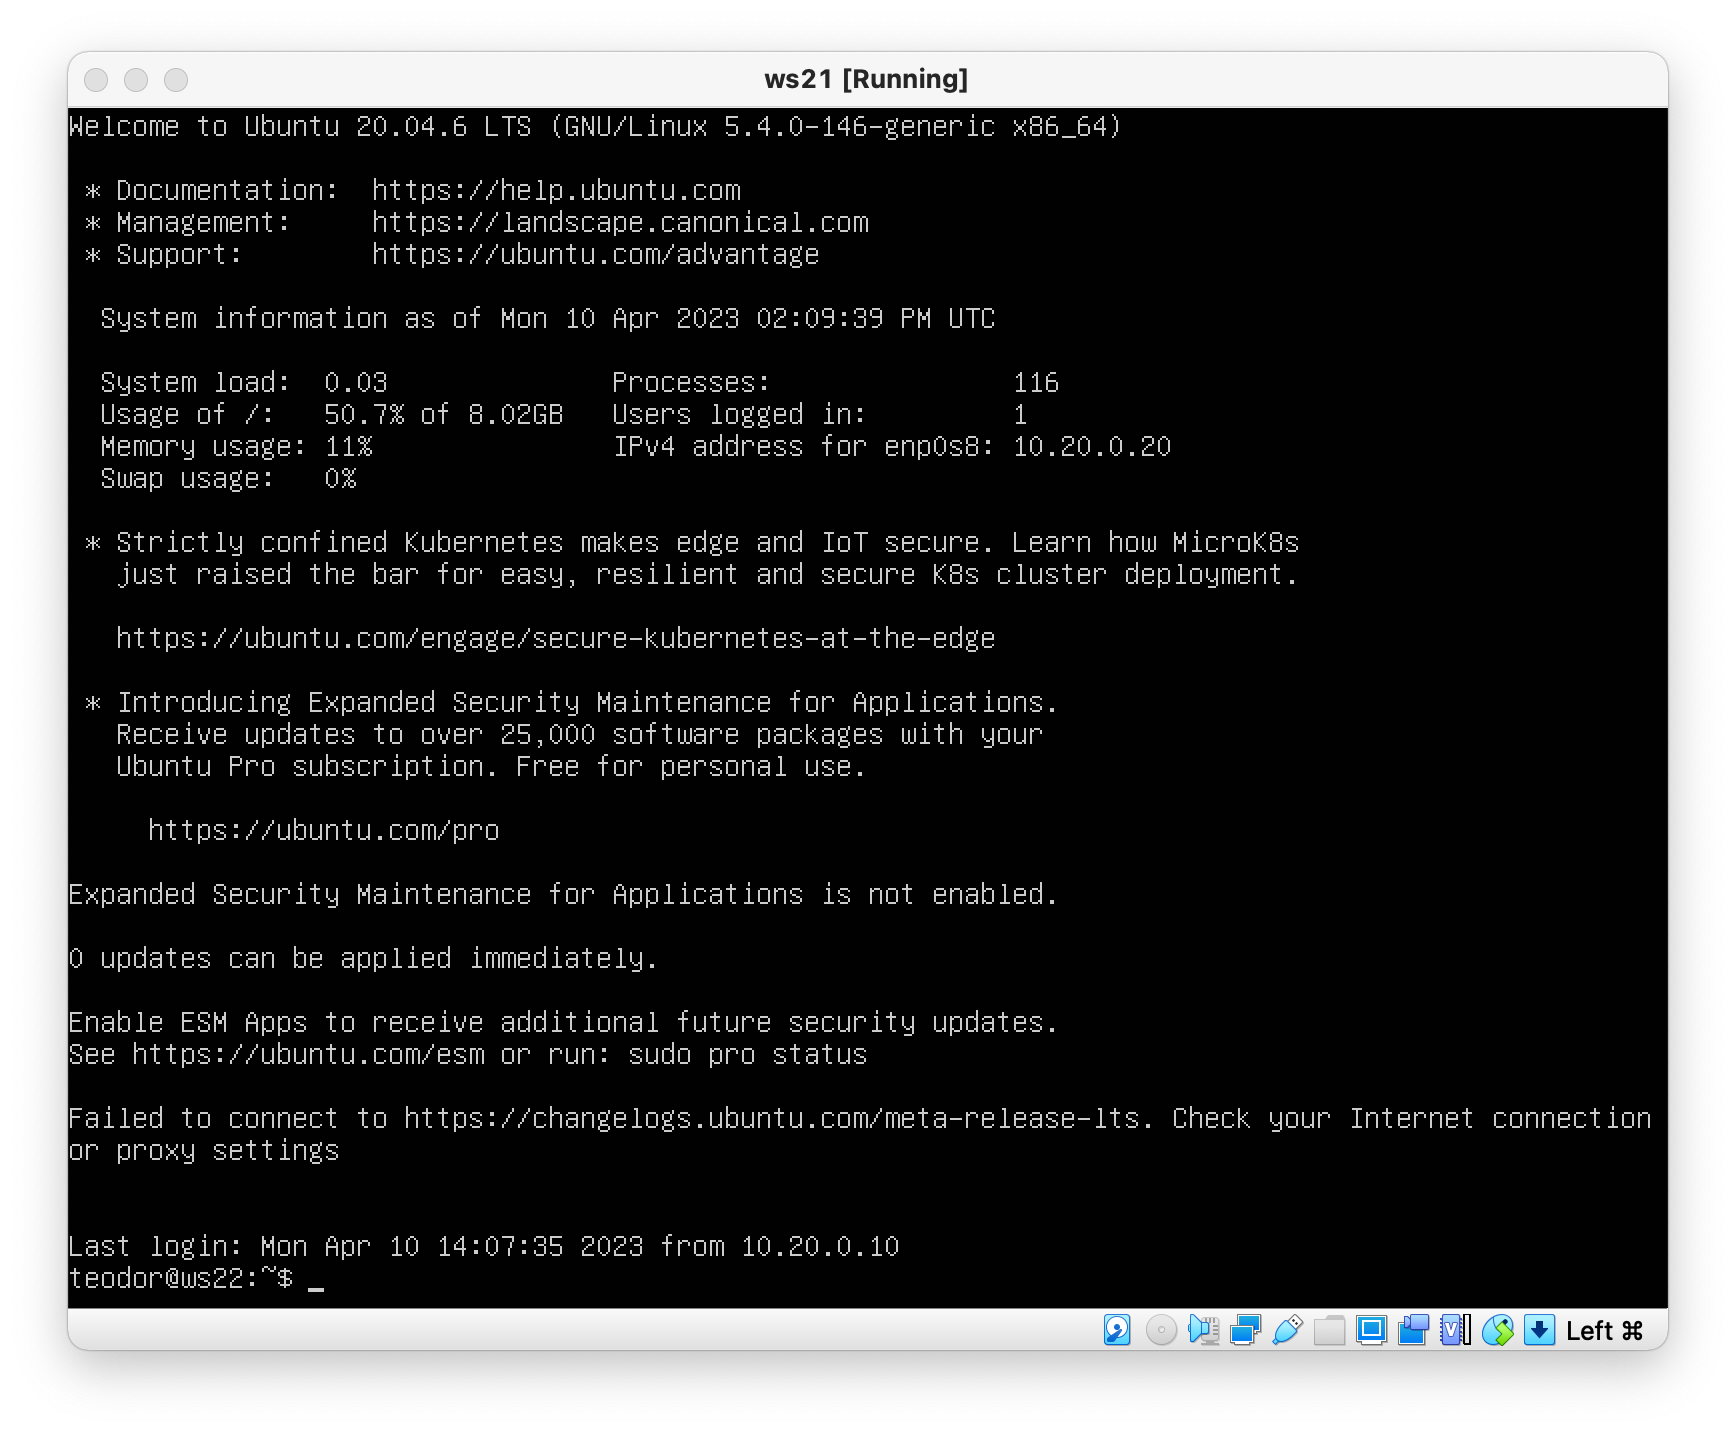 ws21 [Running]
Welcome to Ubuntu 20.04.6 LTS (GNU/Linux 5.4.0-146-generic x86_64)
* Documentation:  https://help.ubuntu.com
* Management:     https://landscape.canonical.com
* Support:        https://ubuntu.com/advantage
System information as of Mon 10 Apr 2023 02:09:39 PM UTC
System load:  0.03              Processes:               116
Usage of /:   50.7% of 8.02GB   Users logged in:         1
Memory usage: 11%               IPv4 address for enp0s8: 10.20.0.20
Swap usage:   0%
* Strictly confined Kubernetes makes edge and IoT secure. Learn how MicroK8s
just raised the bar for easy, resilient and secure K8s cluster deployment.
https://ubuntu.com/engage/secure-kubernetes-at-the-edge
* Introducing Expanded Security Maintenance for Applications.
Receive updates to over 25,000 software packages with your
Ubuntu Pro subscription. Free for personal use.
https://ubuntu.com/pro
Expanded Security Maintenance for Applications is not enabled.
0 updates can be applied immediately.
Enable ESM Apps to receive additional future security updates.
See https://ubuntu.com/esm or run: sudo pro status
Failed to connect to https://changelogs.ubuntu.com/meta-release-lts. Check your Internet connection
or proxy settings
Last login: Mon Apr 10 14:07:35 2023 from 10.20.0.10
teodor@ws22:~$ _
Left ⌘